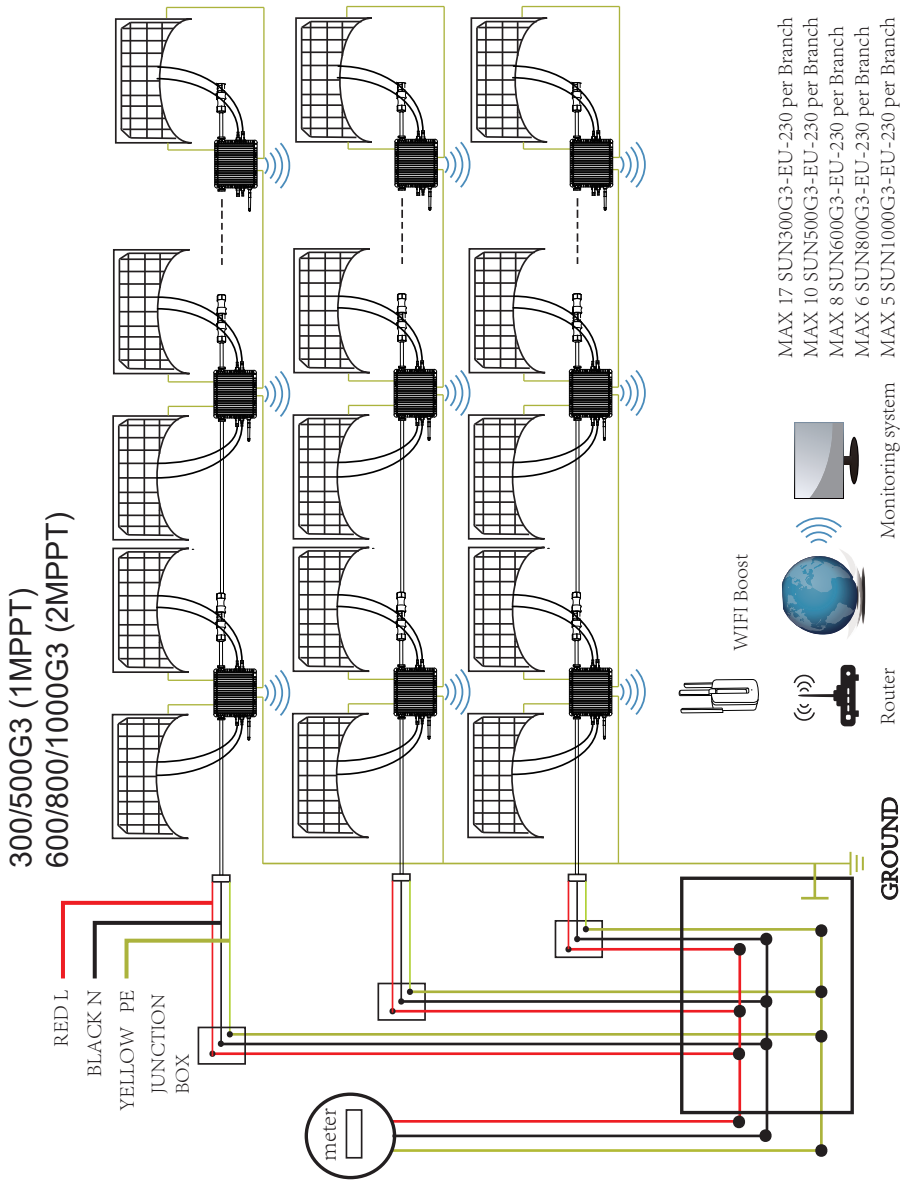 300/500G3 (1MPPT)
600/800/1000G3 (2MPPT)
RED L
BLACK N
YELLOW PE
JUNCTION
BOX
meter
GROUND
WIFI Boost
Router
Monitoring system
MAX 17 SUN300G3-EU-230 per Branch
MAX 10 SUN500G3-EU-230 per Branch
MAX 8 SUN600G3-EU-230 per Branch
MAX 6 SUN800G3-EU-230 per Branch
MAX 5 SUN1000G3-EU-230 per Branch